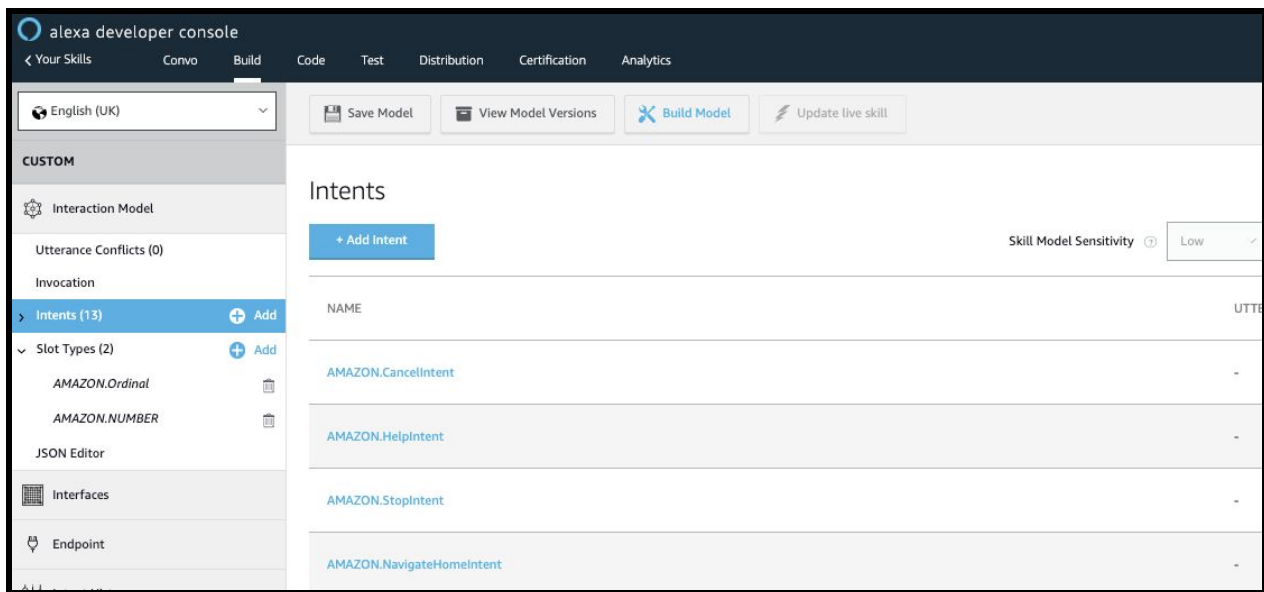 alexa developer console
Your Skills Convo Build Code Test Distribution Certification Analytics
English (UK)
Save Model View Model Versions Build Model Update live skill
CUSTOM
Interaction Model
Utterance Conflicts (0)
Invocation
Intents (13) Add
Slot Types (2) Add
AMAZON.Ordinal
AMAZON.NUMBER
JSON Editor
Interfaces
Endpoint
Intents
+ Add Intent
Skill Model Sensitivity ? Low
NAME UTTE
AMAZON.CancelIntent -
AMAZON.HelpIntent -
AMAZON.StopIntent -
AMAZON.NavigateHomeIntent -